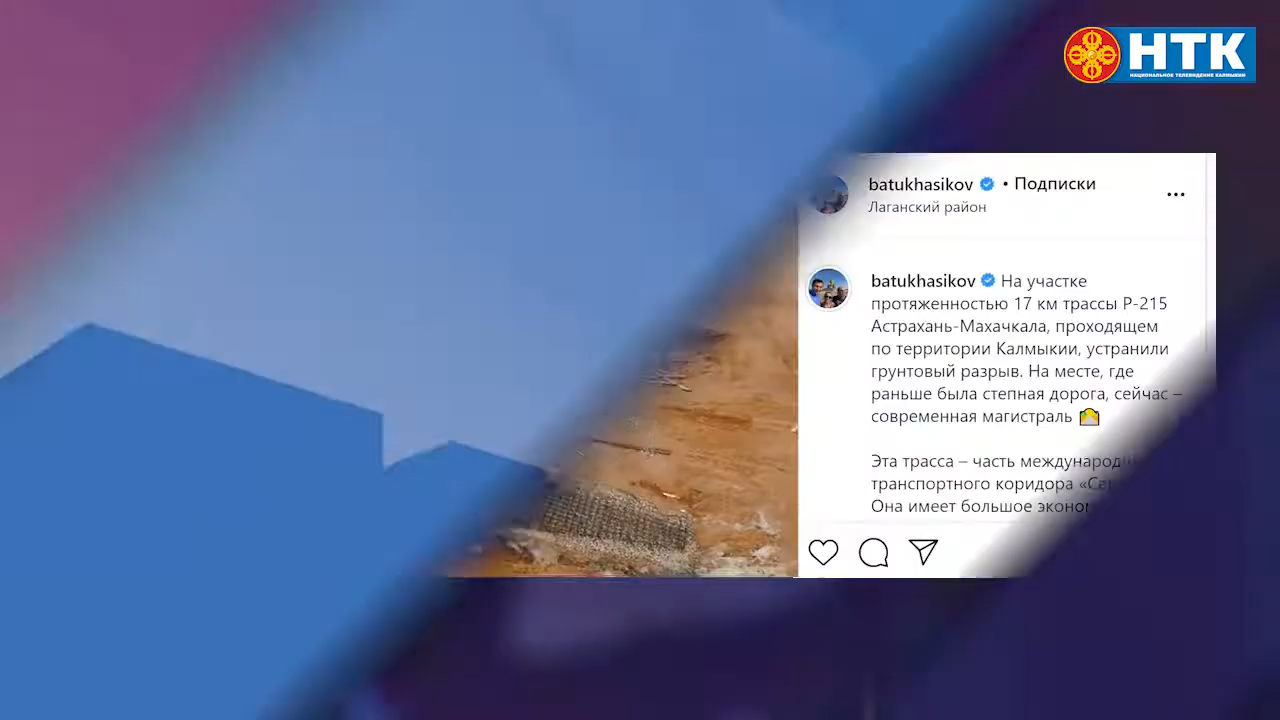 НТК
НАЦИОНАЛЬНОЕ ТЕЛЕВИДЕНИЕ КАЛМЫКИИ
batukhasikov • Подписки
Лаганский район
batukhasikov На участке
протяженностью 17 км трассы Р-215
Астрахань-Махачкала, проходящем
по территории Калмыкии, устранили
грунтовый разрыв. На месте, где
раньше была степная дорога, сейчас –
современная магистраль
Эта трасса – часть
транспортного коридора
Она имеет большое